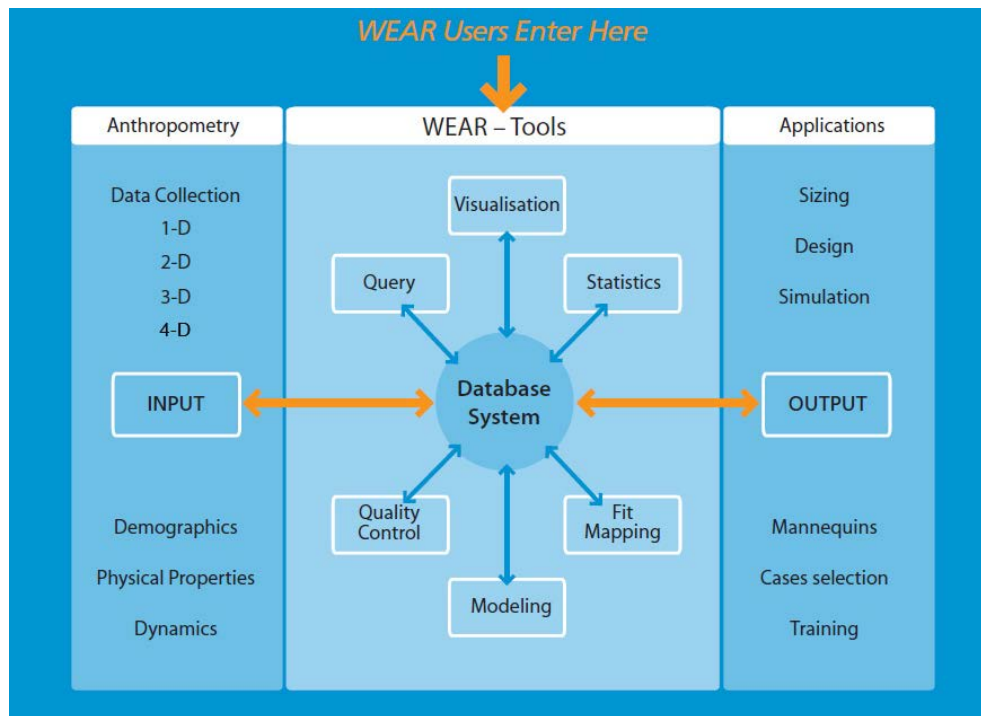 WEAR Users Enter Here
Anthropometry
Data Collection
1-D
2-D
3-D
4-D
INPUT
Demographics
Physical Properties
Dynamics
WEAR – Tools
Visualisation
Query
Statistics
Database
System
Quality
Control
Fit
Mapping
Modeling
Applications
Sizing
Design
Simulation
OUTPUT
Mannequins
Cases selection
Training